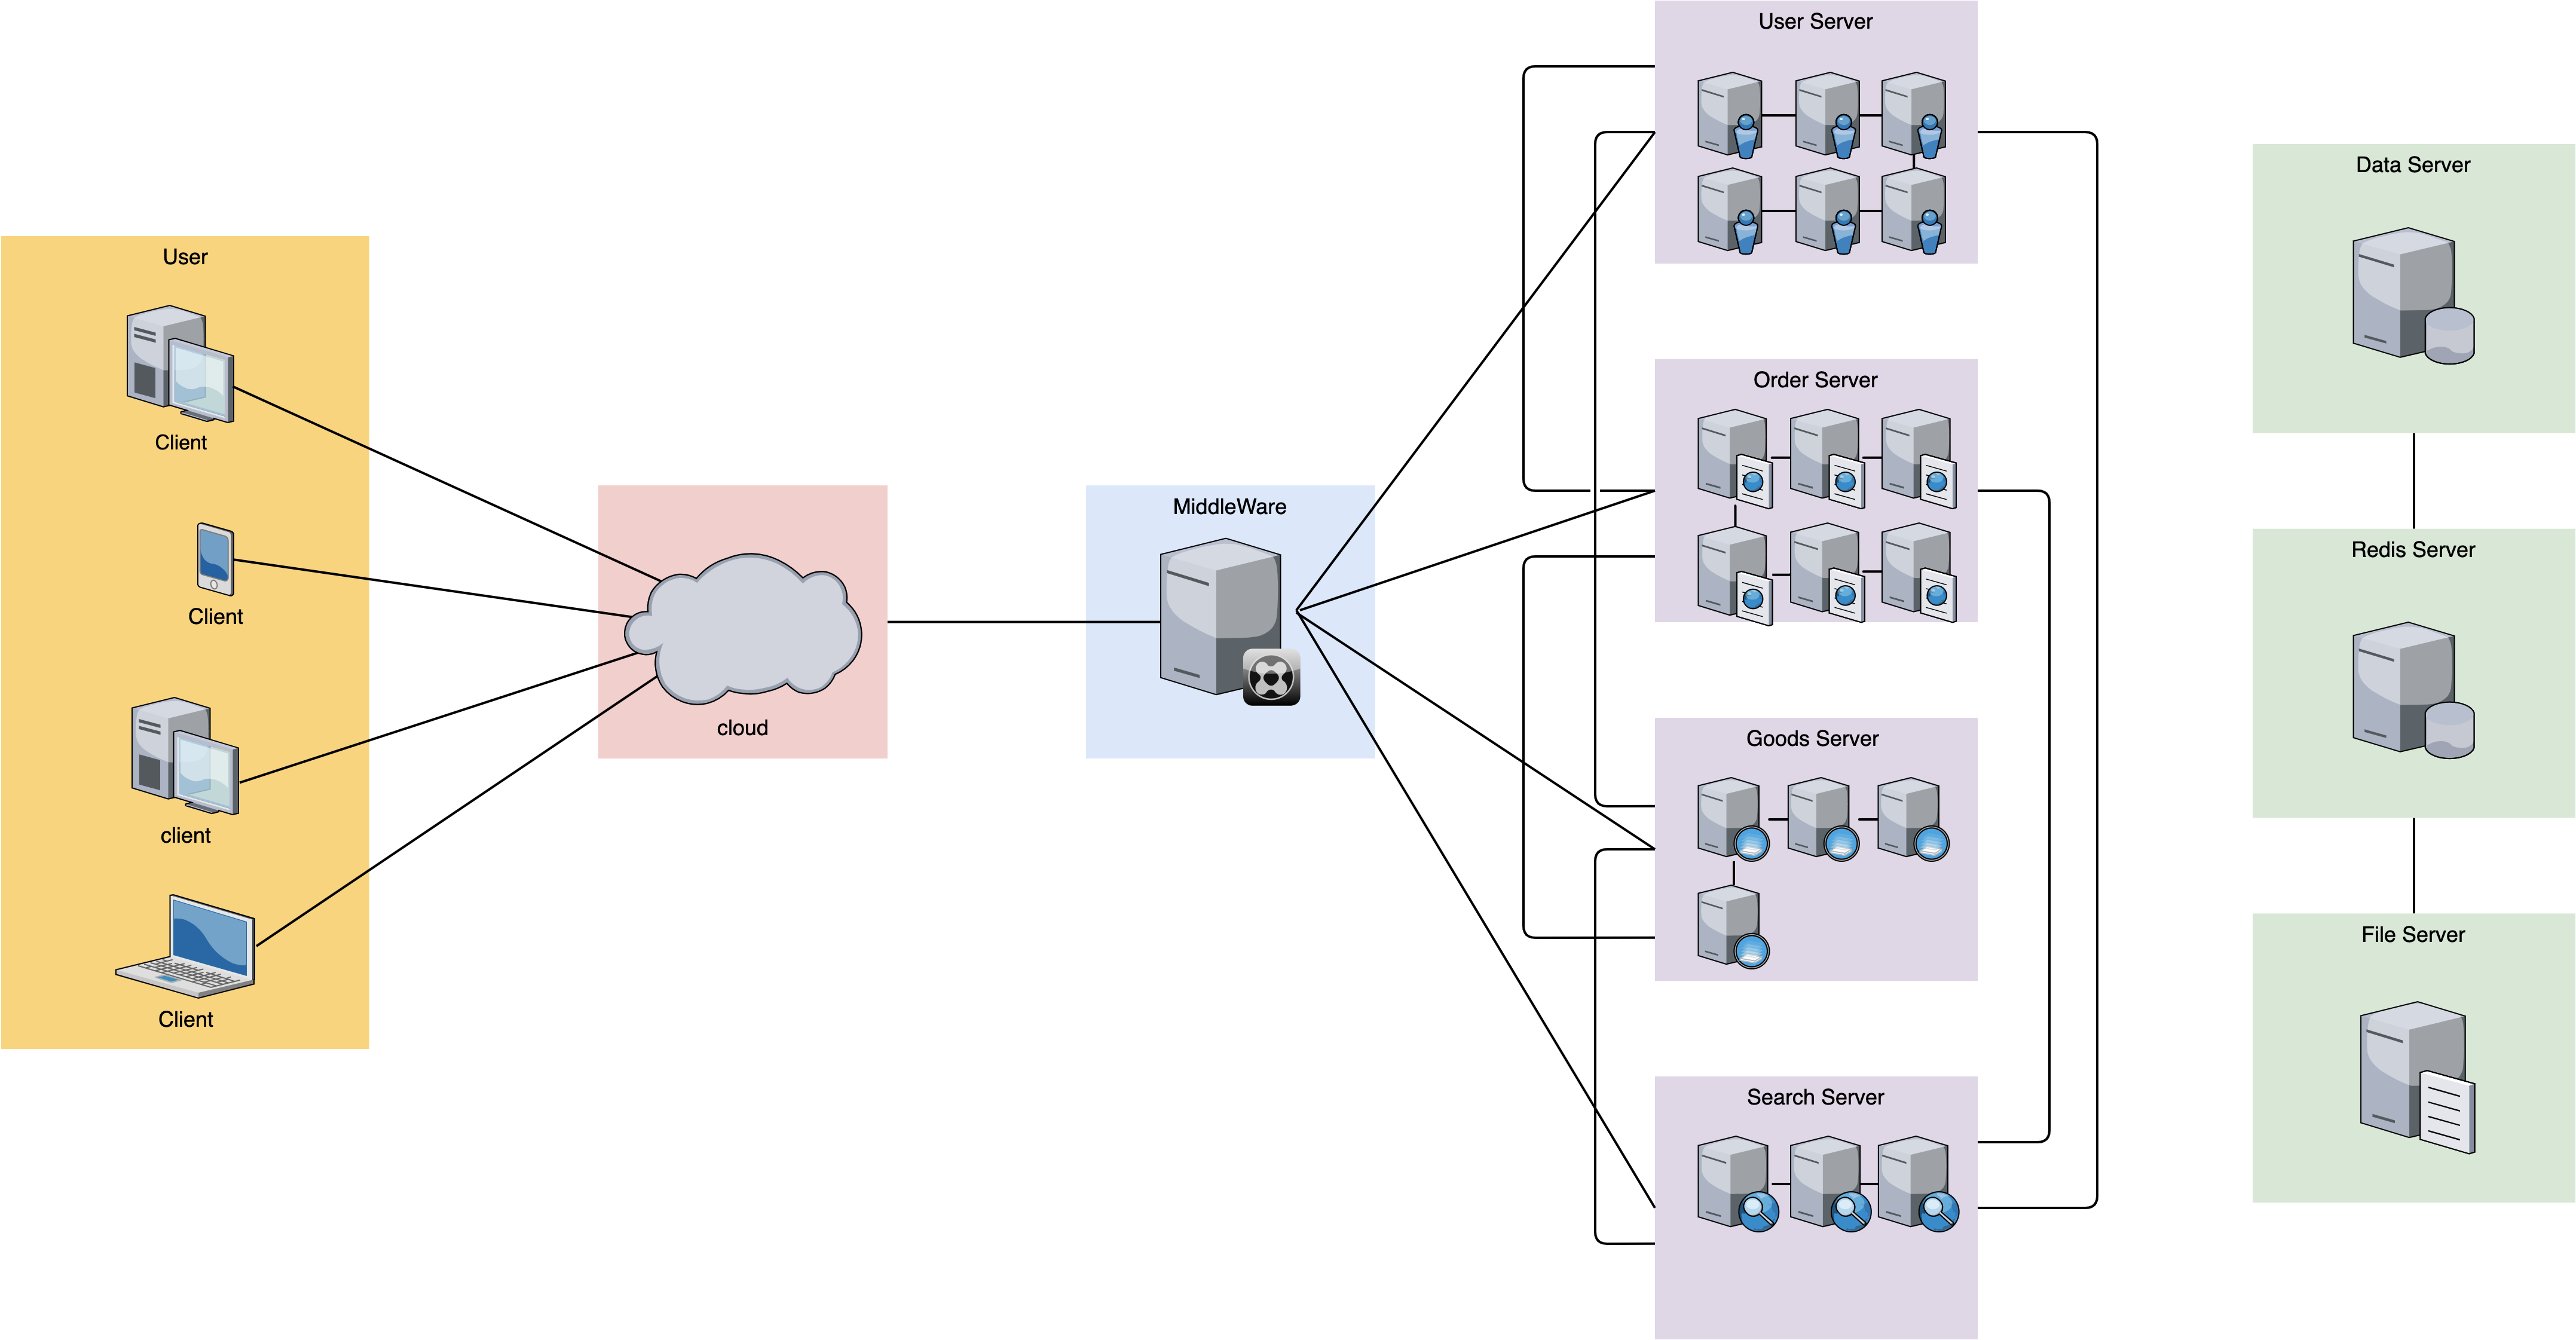 User
Client
Client
client
Client
cloud
MiddleWare
User Server
Order Server
Goods Server
Search Server
Data Server
Redis Server
File Server